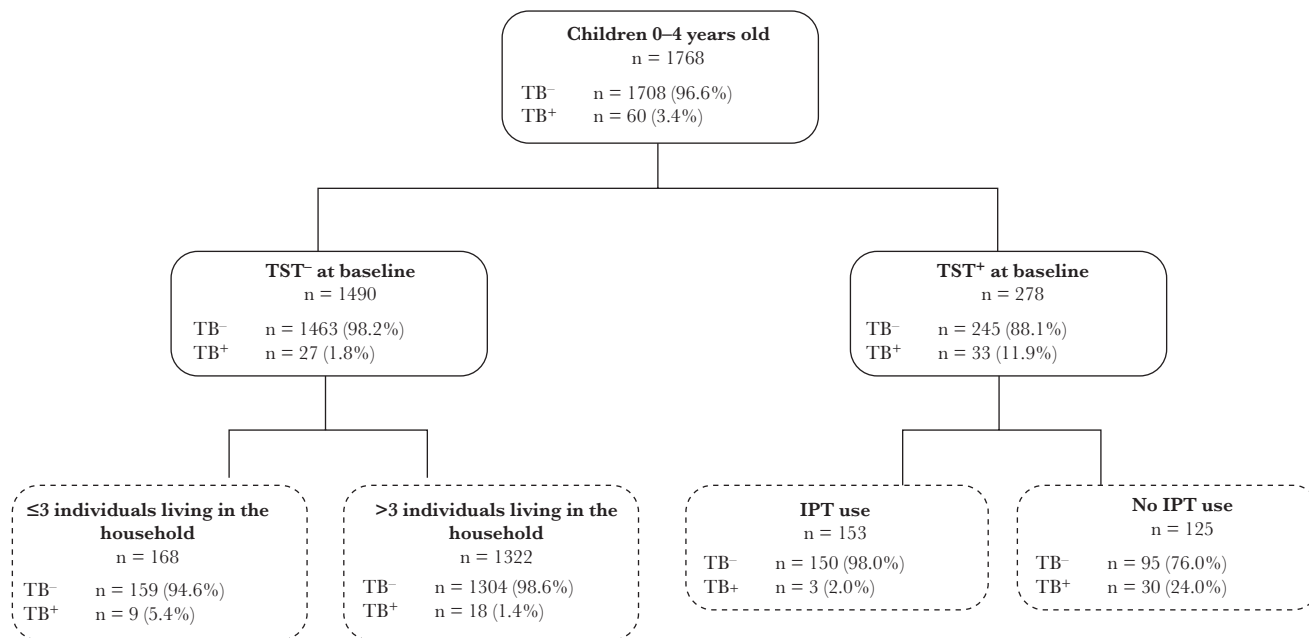 Children 0–4 years old
n = 1768
TB– n = 1708 (96.6%)
TB+ n = 60 (3.4%)
TST– at baseline
n = 1490
TB– n = 1463 (98.2%)
TB+ n = 27 (1.8%)
TST+ at baseline
n = 278
TB– n = 245 (88.1%)
TB+ n = 33 (11.9%)
≤3 individuals living in the
household
n = 168
TB– n = 159 (94.6%)
TB+ n = 9 (5.4%)
>3 individuals living in the
household
n = 1322
TB– n = 1304 (98.6%)
TB+ n = 18 (1.4%)
IPT use
n = 153
TB– n = 150 (98.0%)
TB+ n = 3 (2.0%)
No IPT use
n = 125
TB– n = 95 (76.0%)
TB+ n = 30 (24.0%)